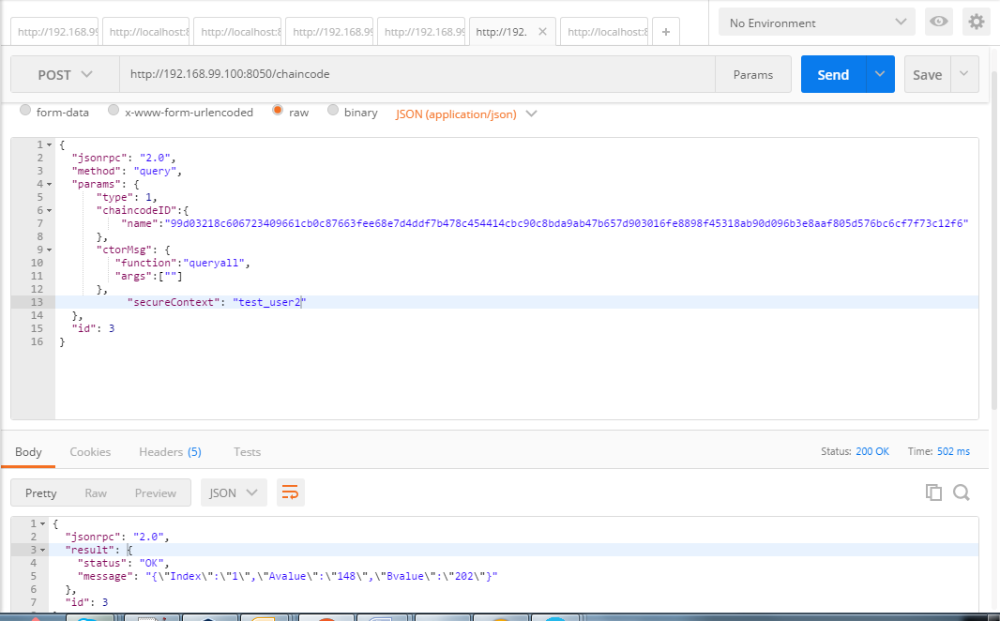 http://192.168.99 http://localhost:8 http://localhost:8 http://192.168.99 http://192.168.99 http://192. http://localhost:8 No Environment
POST http://192.168.99.100:8050/chaincode Params Send Save
form-data x-www-form-urlencoded raw binary JSON (application/json)
1 {
2 "jsonrpc": "2.0",
3 "method": "query",
4 "params": {
5 "type": 1,
6 "chaincodeID":{
7 "name":"99d03218c606723409661cb0c87663fee68e7d4ddf7b478c454414cbc90c8bda9ab47b657d903016fe8898f45318ab90d096b3e8aaf805d576bc6cf7f73c12f6"
8 },
9 "ctorMsg": {
10 "function":"queryall",
11 "args":[""]
12 },
13 "secureContext": "test_user2"
14 },
15 "id": 3
16 }
Body Cookies Headers (5) Tests Status: 200 OK Time: 502 ms
Pretty Raw Preview JSON
1 {
2 "jsonrpc": "2.0",
3 "result": {
4 "status": "OK",
5 "message": "{\"Index\":\"1\",\"Avalue\":\"148\",\"Bvalue\":\"202\"}"
6 },
7 "id": 3